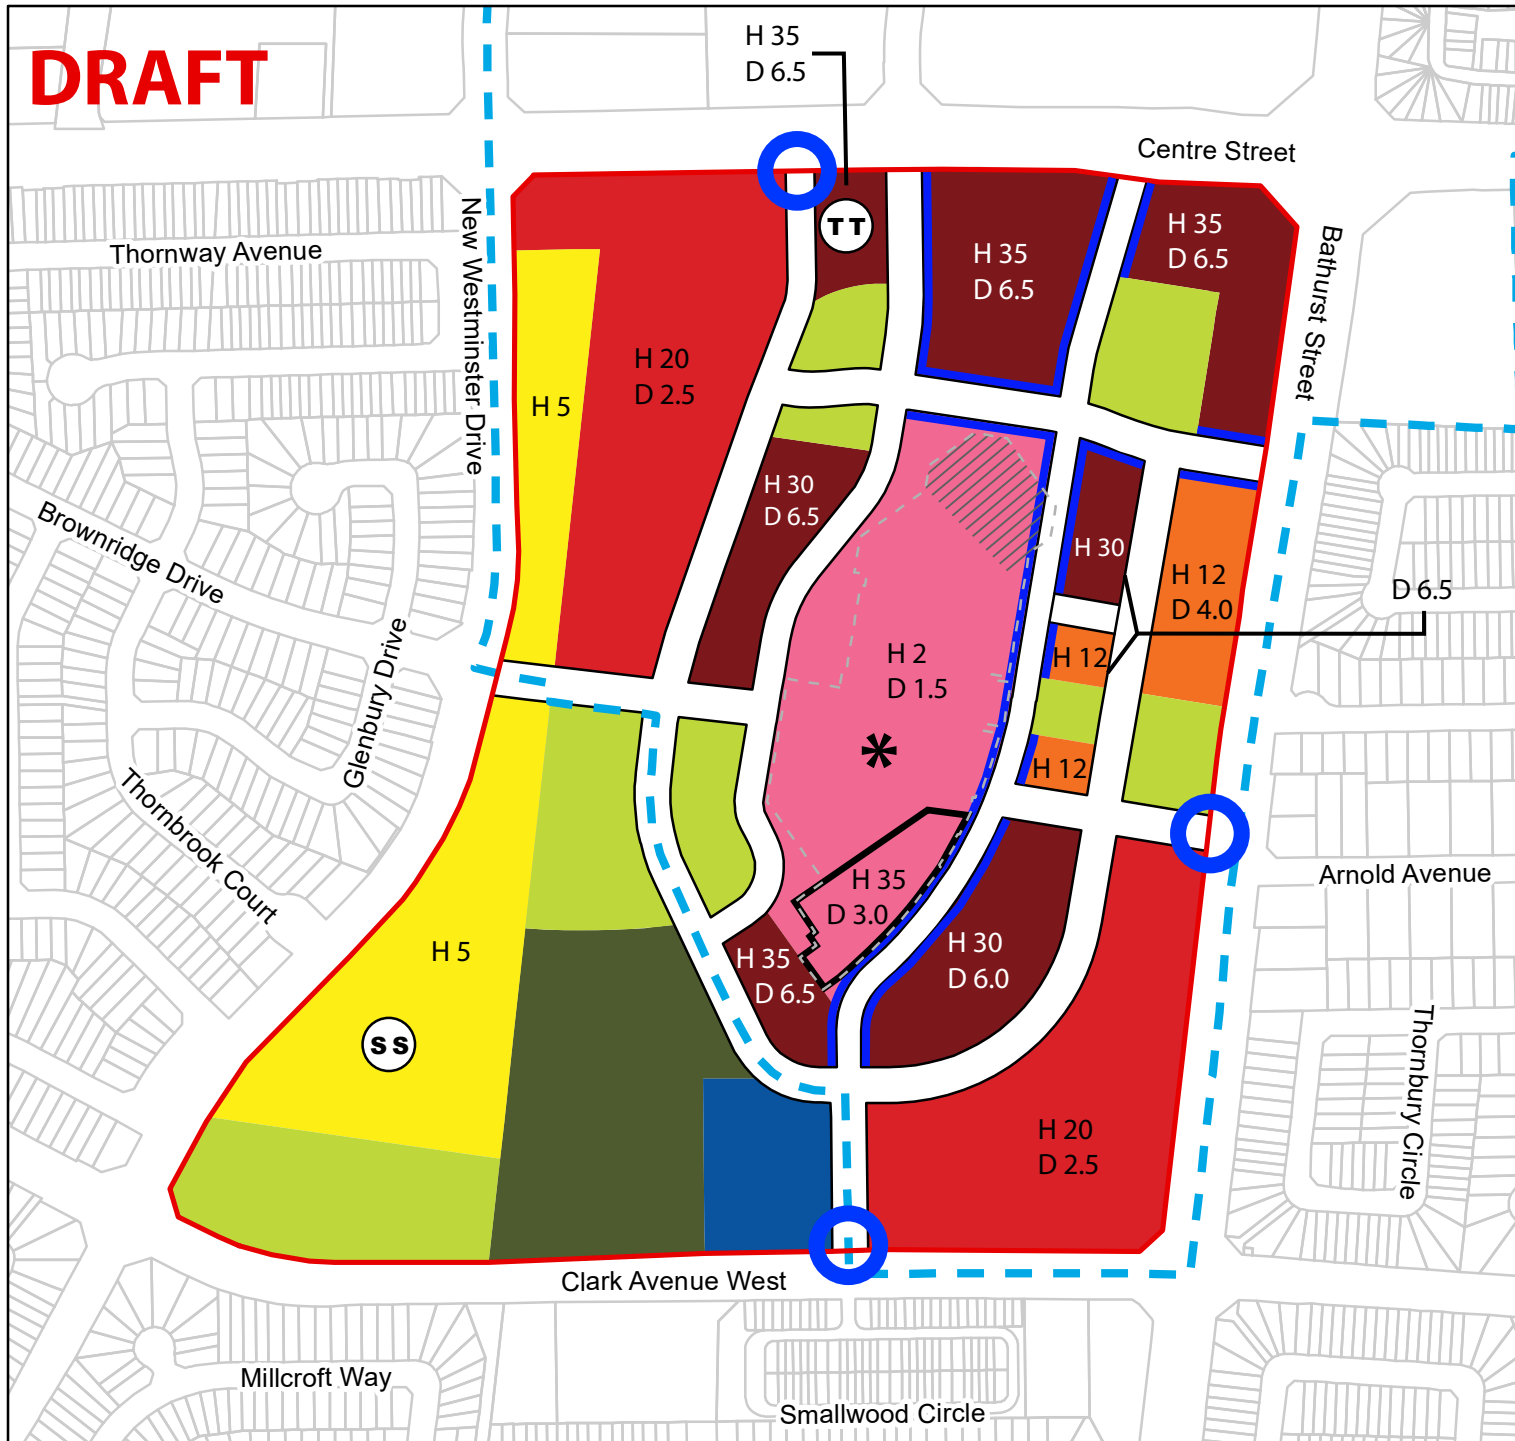 DRAFT
H 35
D 6.5
Centre Street
New Westminster Drive
Thornway Avenue
TT
H 35
D 6.5
H 35
D 6.5
Bathurst Street
H 20
D 2.5
H 5
H 30
D 6.5
H 30
H 12
D 4.0
D 6.5
Brownridge Drive
Glenbury Drive
H 2
D 1.5
H 12
*
H 12
Thornbrook Court
H 35
D 3.0
Arnold Avenue
H 5
H 35
D 6.5
H 30
D 6.0
SS
Thornbury Circle
H 20
D 2.5
Clark Avenue West
Millcroft Way
Smallwood Circle